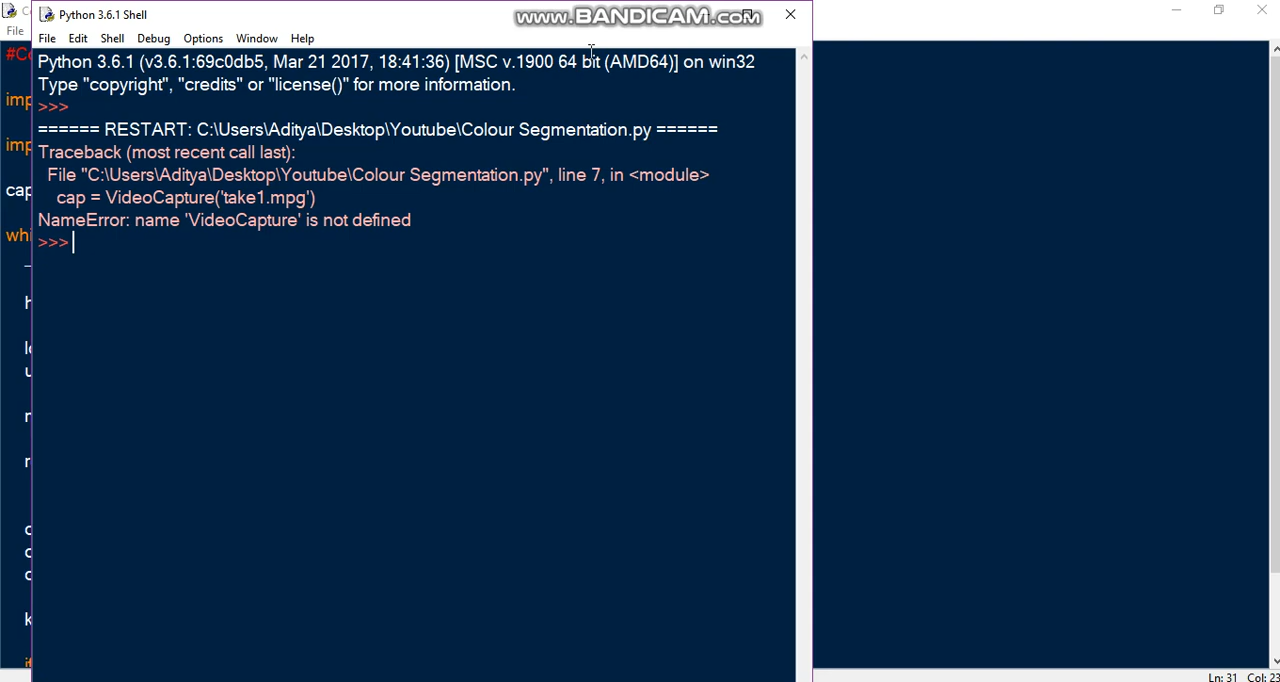 Python 3.6.1 Shell
www.BANDICAM.com
File
File Edit Shell Debug Options Window Help
Python 3.6.1 (v3.6.1:69c0db5, Mar 21 2017, 18:41:36) [MSC v.1900 64 bit (AMD64)] on win32
Type "copyright", "credits" or "license()" for more information.
>>>
====== RESTART: C:\Users\Aditya\Desktop\Youtube\Colour Segmentation.py ======
Traceback (most recent call last):
File "C:\Users\Aditya\Desktop\Youtube\Colour Segmentation.py", line 7, in <module>
cap = VideoCapture('take1.mpg')
NameError: name 'VideoCapture' is not defined
>>>
cap
Ln: 31 Col: 23